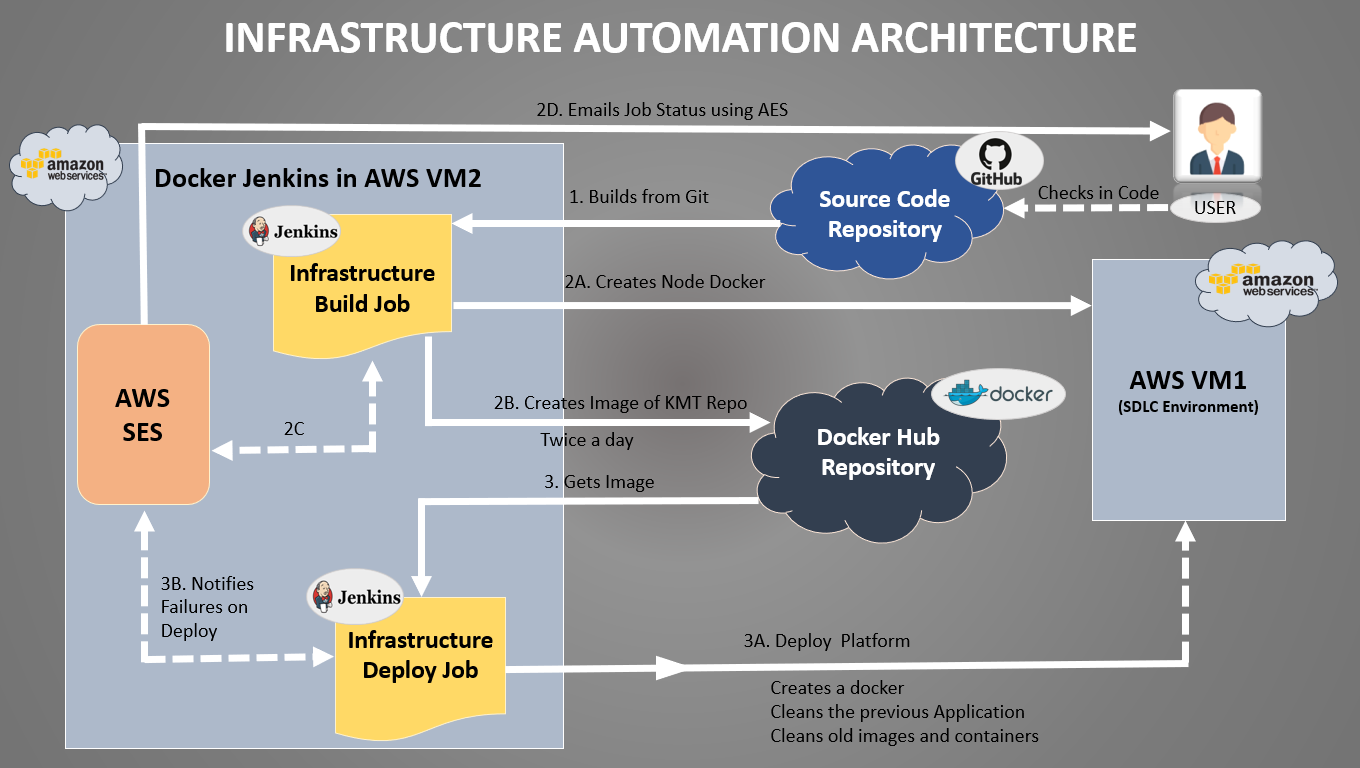 INFRASTRUCTURE AUTOMATION ARCHITECTURE
2D. Emails Job Status using AES
amazon
web services™
Docker Jenkins in AWS VM2
GitHub
Checks in Code
USER
1. Builds from Git
Source Code
Repository
Jenkins
Infrastructure
Build Job
2A. Creates Node Docker
amazon
web services™
AWS
SES
2C
2B. Creates Image of KMT Repo
Twice a day
docker
Docker Hub
Repository
AWS VM1
(SDLC Environment)
3. Gets Image
3B. Notifies
Failures on
Deploy
Jenkins
Infrastructure
Deploy Job
3A. Deploy Platform
Creates a docker
Cleans the previous Application
Cleans old images and containers